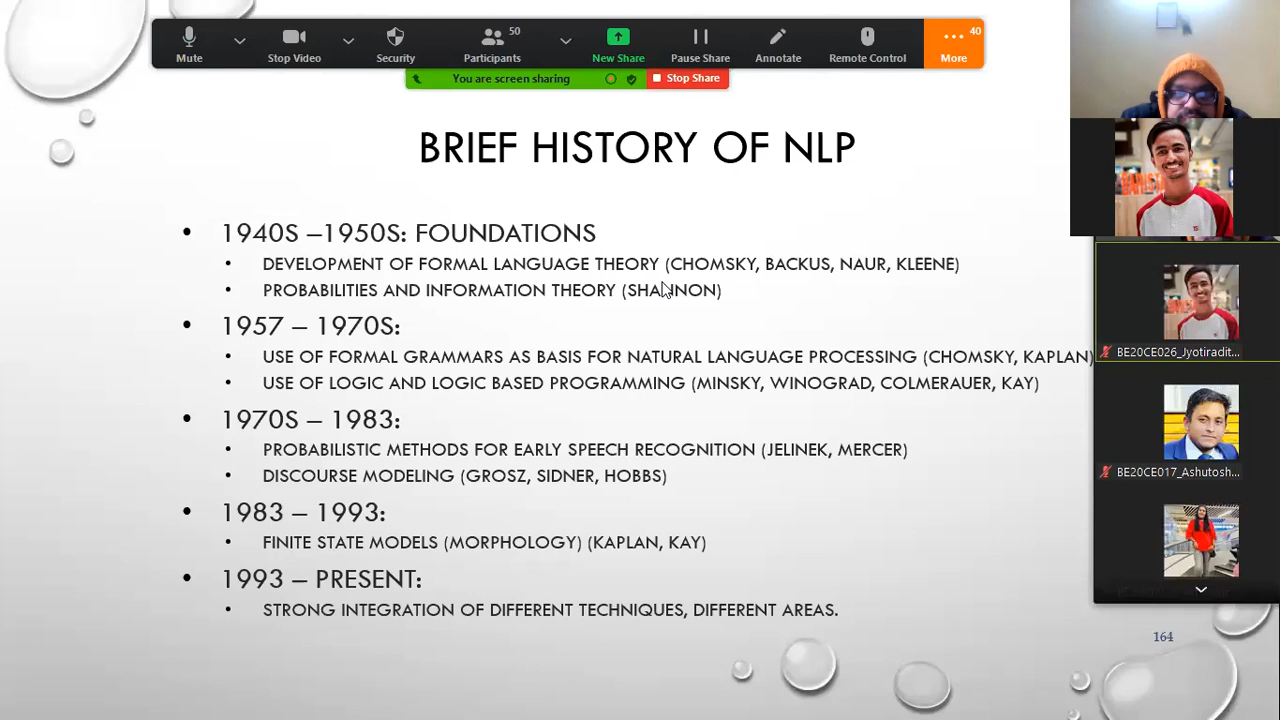 50
40
Mute
Stop Video
Security
Participants
New Share
Pause Share
Annotate
Remote Control
More
You are screen sharing
Stop Share
BRIEF HISTORY OF NLP
• 1940S –1950S: FOUNDATIONS
• DEVELOPMENT OF FORMAL LANGUAGE THEORY (CHOMSKY, BACKUS, NAUR, KLEENE)
• PROBABILITIES AND INFORMATION THEORY (SHANNON)
• 1957 – 1970S:
• USE OF FORMAL GRAMMARS AS BASIS FOR NATURAL LANGUAGE PROCESSING (CHOMSKY, KAPLAN)
• USE OF LOGIC AND LOGIC BASED PROGRAMMING (MINSKY, WINOGRAD, COLMERAUER, KAY)
• 1970S – 1983:
• PROBABILISTIC METHODS FOR EARLY SPEECH RECOGNITION (JELINEK, MERCER)
• DISCOURSE MODELING (GROSZ, SIDNER, HOBBS)
• 1983 – 1993:
• FINITE STATE MODELS (MORPHOLOGY) (KAPLAN, KAY)
• 1993 – PRESENT:
• STRONG INTEGRATION OF DIFFERENT TECHNIQUES, DIFFERENT AREAS.
BE20CE026_Jyotiradit...
BE20CE017_Ashutosh...
164